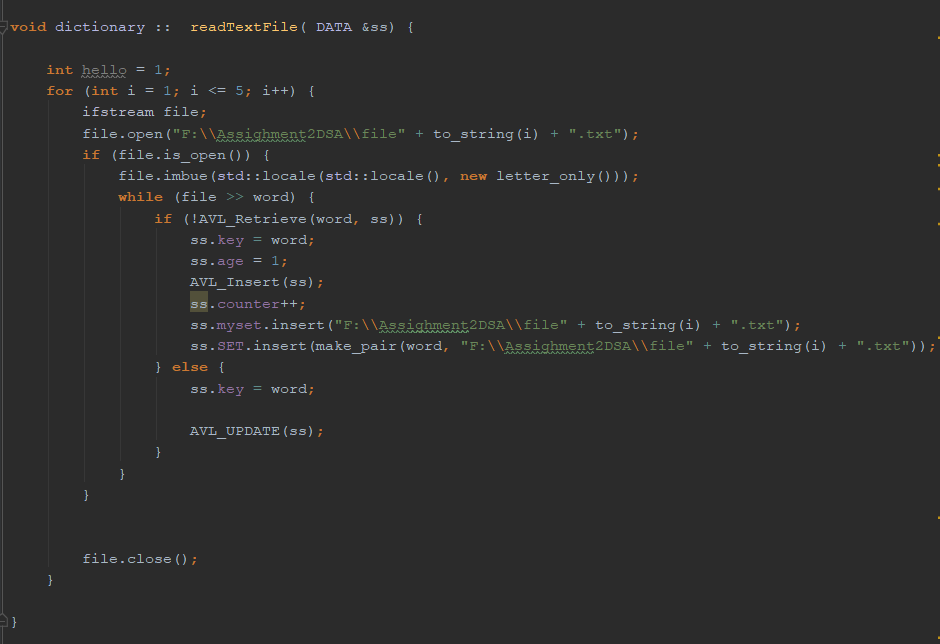 void dictionary ::  readTextFile( DATA &ss) {
    int hello = 1;
    for (int i = 1; i <= 5; i++) {
        ifstream file;
        file.open("F:\\Assighment2DSA\\file" + to_string(i) + ".txt");
        if (file.is_open()) {
            file.imbue(std::locale(std::locale(), new letter_only()));
            while (file >> word) {
                if (!AVL_Retrieve(word, ss)) {
                    ss.key = word;
                    ss.age = 1;
                    AVL_Insert(ss);
                    ss.counter++;
                    ss.myset.insert("F:\\Assighment2DSA\\file" + to_string(i) + ".txt");
                    ss.SET.insert(make_pair(word, "F:\\Assighment2DSA\\file" + to_string(i) + ".txt"));
                } else {
                    ss.key = word;
                    AVL_UPDATE(ss);
                }
            }
        }
        file.close();
    }
}